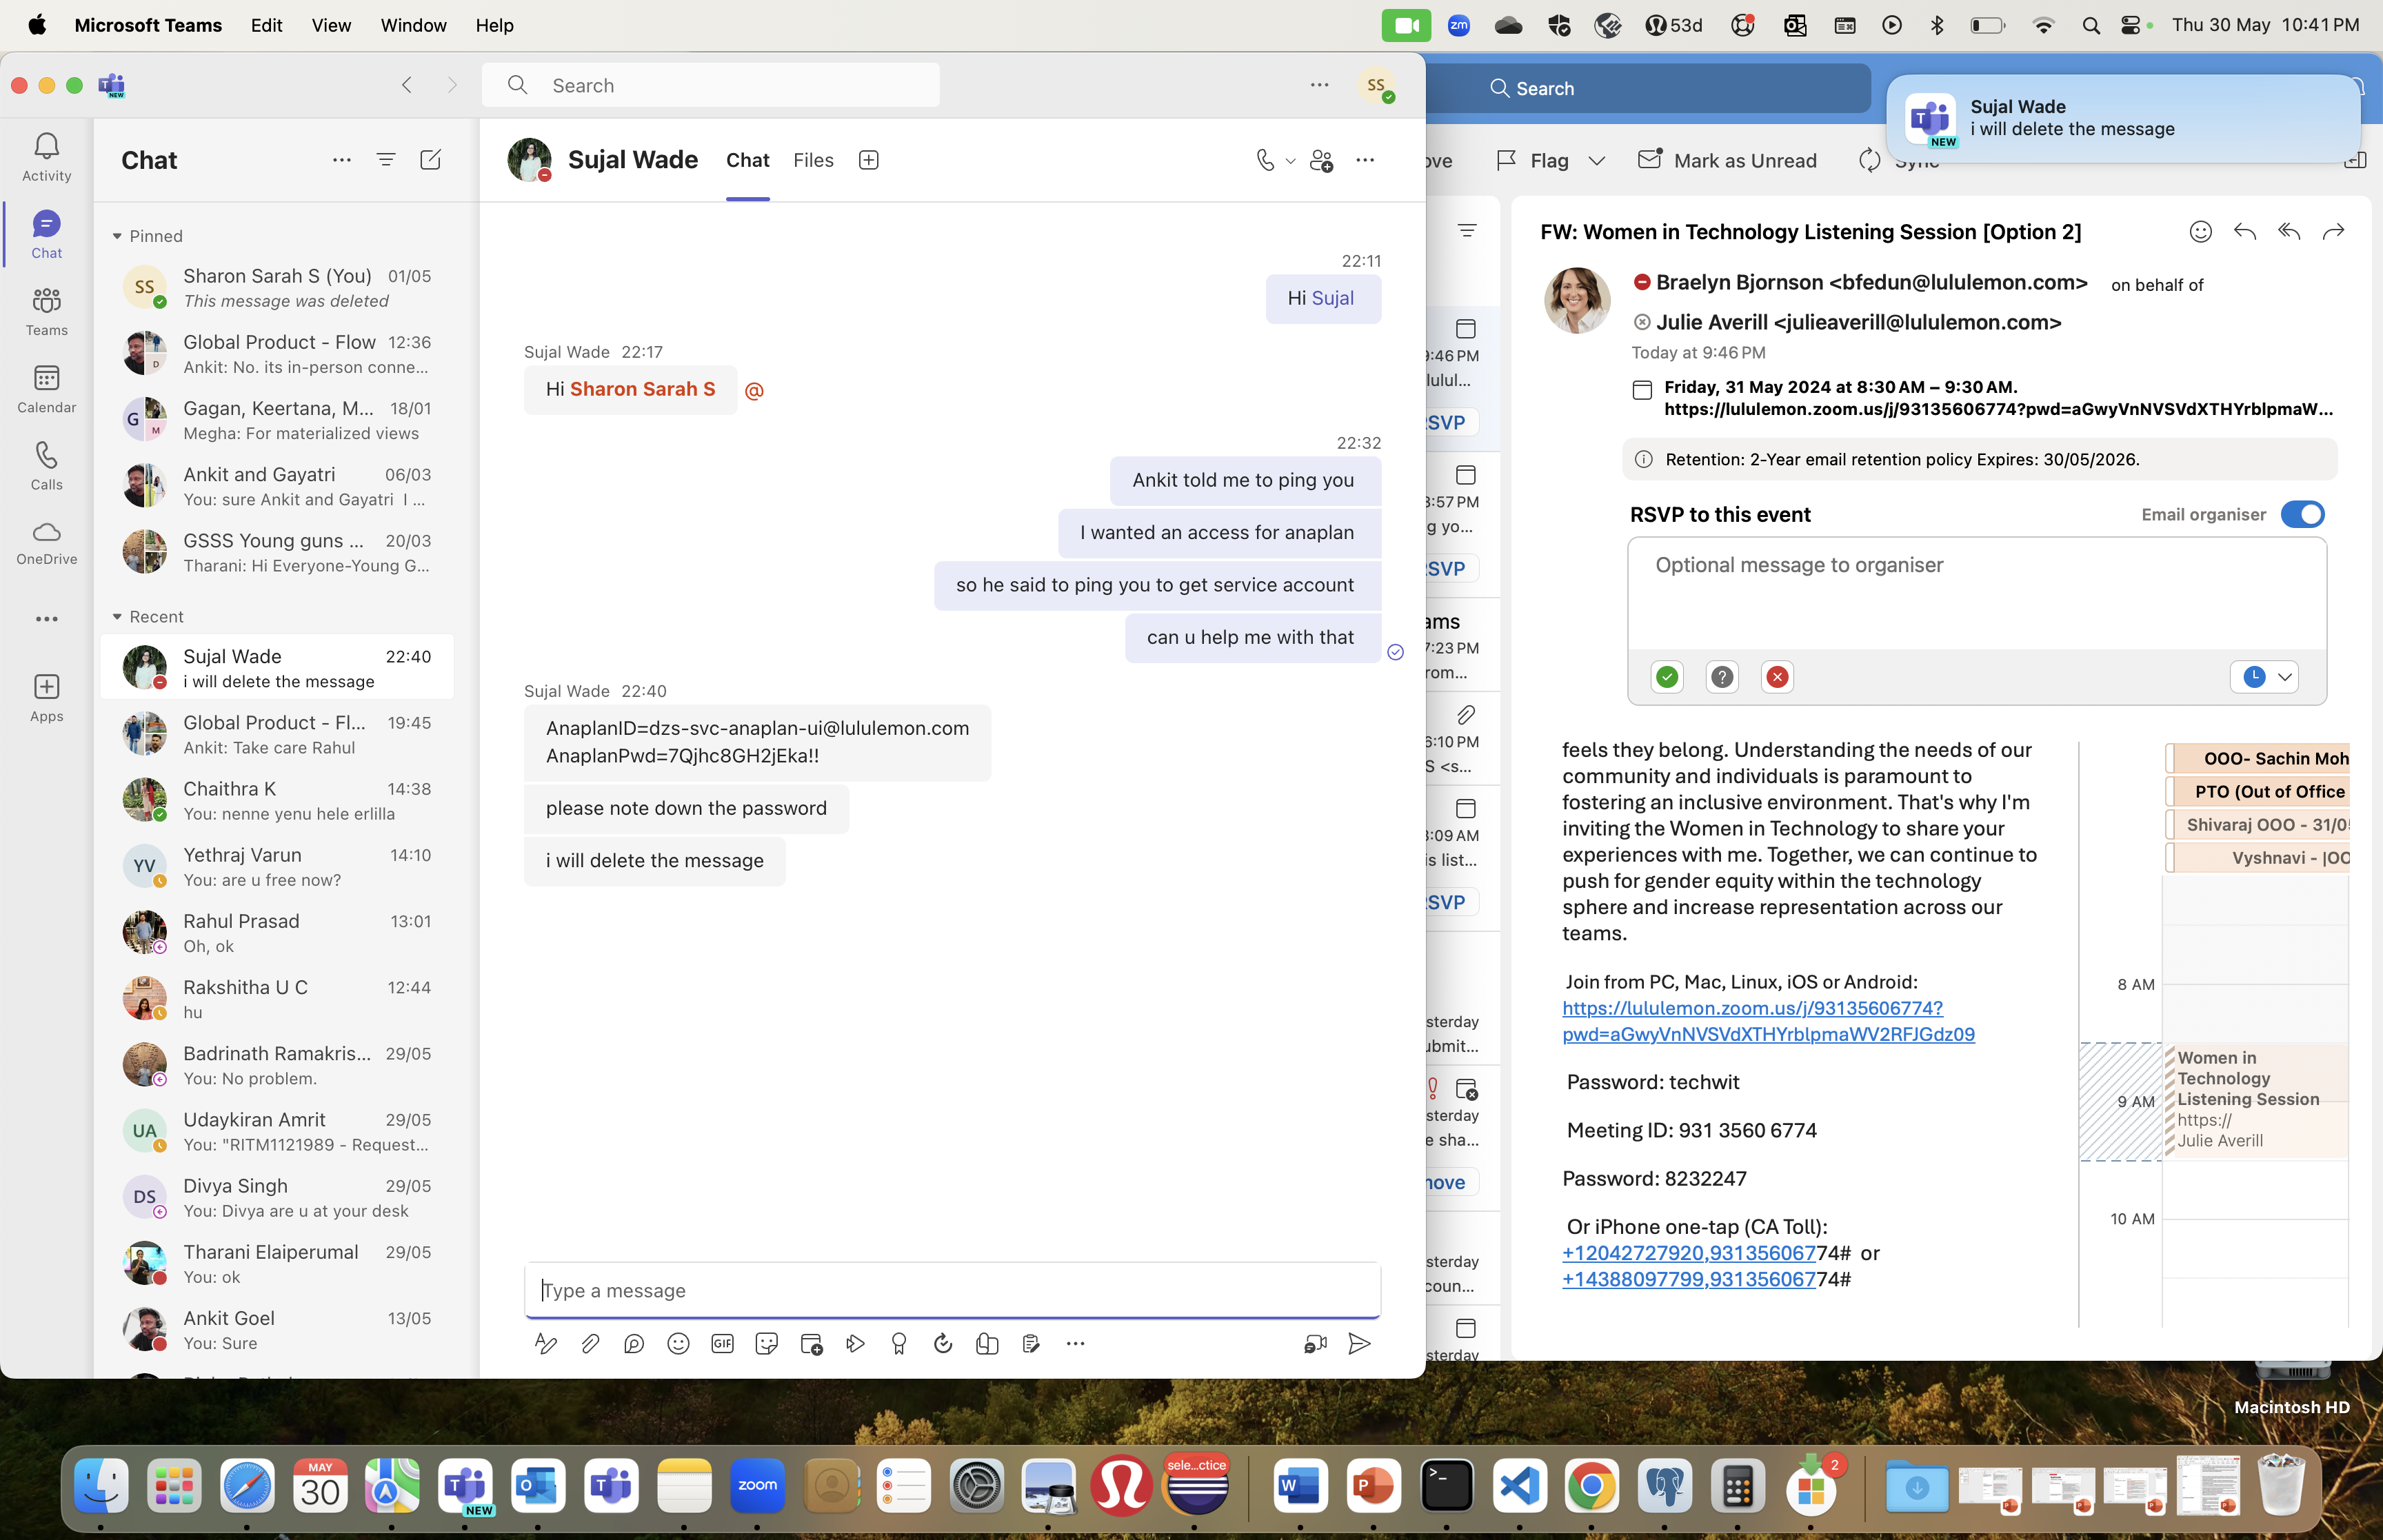 Microsoft Teams Edit View Window Help
zm
53d
Thu 30 May 10:41 PM
NEW
Search
SS
Activity
Chat
Teams
Calendar
Calls
OneDrive
Apps
Chat
Pinned
SS
Sharon Sarah S (You) 01/05
This message was deleted
Global Product - Flow 12:36
Ankit: No. its in-person conne...
D
Gagan, Keertana, M... 18/01
Megha: For materialized views
G
M
Ankit and Gayatri 06/03
You: sure Ankit and Gayatri I ...
GSSS Young guns ... 20/03
Tharani: Hi Everyone-Young G...
Recent
Sujal Wade 22:40
i will delete the message
Global Product - Fl... 19:45
Ankit: Take care Rahul
Chaithra K 14:38
You: nenne yenu hele erlilla
YV
Yethraj Varun 14:10
You: are u free now?
Rahul Prasad 13:01
Oh, ok
Rakshitha U C 12:44
hu
Badrinath Ramakris... 29/05
You: No problem.
UA
Udaykiran Amrit 29/05
You: "RITM1121989 - Request...
DS
Divya Singh 29/05
You: Divya are u at your desk
Tharani Elaiperumal 29/05
You: ok
Ankit Goel 13/05
You: Sure
Sujal Wade Chat Files
22:11
Hi Sujal
Sujal Wade 22:17
Hi Sharon Sarah S @
22:32
Ankit told me to ping you
I wanted an access for anaplan
so he said to ping you to get service account
can u help me with that
Sujal Wade 22:40
AnaplanID=dzs-svc-anaplan-ui@lululemon.com
AnaplanPwd=7Qjhc8GH2jEka!!
please note down the password
i will delete the message
Type a message
GIF
Search
Sujal Wade
i will delete the message
NEW
ove
Flag
Mark as Unread
Sync
9:46 PM
lulul...
SVP
3:57 PM
g yo...
SVP
ams
7:23 PM
rom...
6:10 PM
S <s...
3:09 AM
is list...
SVP
sterday
ubmit...
sterday
e sha...
nove
sterday
coun...
sterday
FW: Women in Technology Listening Session [Option 2]
Braelyn Bjornson <bfedun@lululemon.com> on behalf of
Julie Averill <julieaverill@lululemon.com>
Today at 9:46 PM
Friday, 31 May 2024 at 8:30 AM – 9:30 AM.
https://lululemon.zoom.us/j/93135606774?pwd=aGwyVnNVSVdXTHYrblpmaW...
Retention: 2-Year email retention policy Expires: 30/05/2026.
RSVP to this event
Email organiser
Optional message to organiser
feels they belong. Understanding the needs of our
community and individuals is paramount to
fostering an inclusive environment. That's why I'm
inviting the Women in Technology to share your
experiences with me. Together, we can continue to
push for gender equity within the technology
sphere and increase representation across our
teams.
Join from PC, Mac, Linux, iOS or Android:
https://lululemon.zoom.us/j/93135606774?
pwd=aGwyVnNVSVdXTHYrblpmaWV2RFJGdz09
Password: techwit
Meeting ID: 931 3560 6774
Password: 8232247
Or iPhone one-tap (CA Toll):
+12042727920,93135606774# or
+14388097799,93135606774#
OOO- Sachin Moh
PTO (Out of Office
Shivaraj OOO - 31/0
Vyshnavi - |OO
8 AM
9 AM
10 AM
Women in
Technology
Listening Session
https://
Julie Averill
Macintosh HD
MAY
30
NEW
zoom
sele...ctice
2